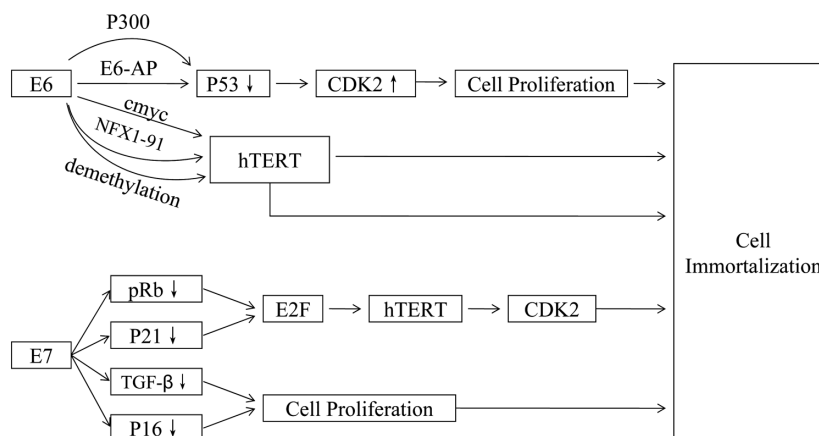 P300
E6-AP
E6
P53 ↓
CDK2 ↑
Cell Proliferation
cmyc
NFX1-91
demethylation
hTERT
Cell
Immortalization
pRb ↓
P21 ↓
E2F
hTERT
CDK2
E7
TGF-β ↓
P16 ↓
Cell Proliferation